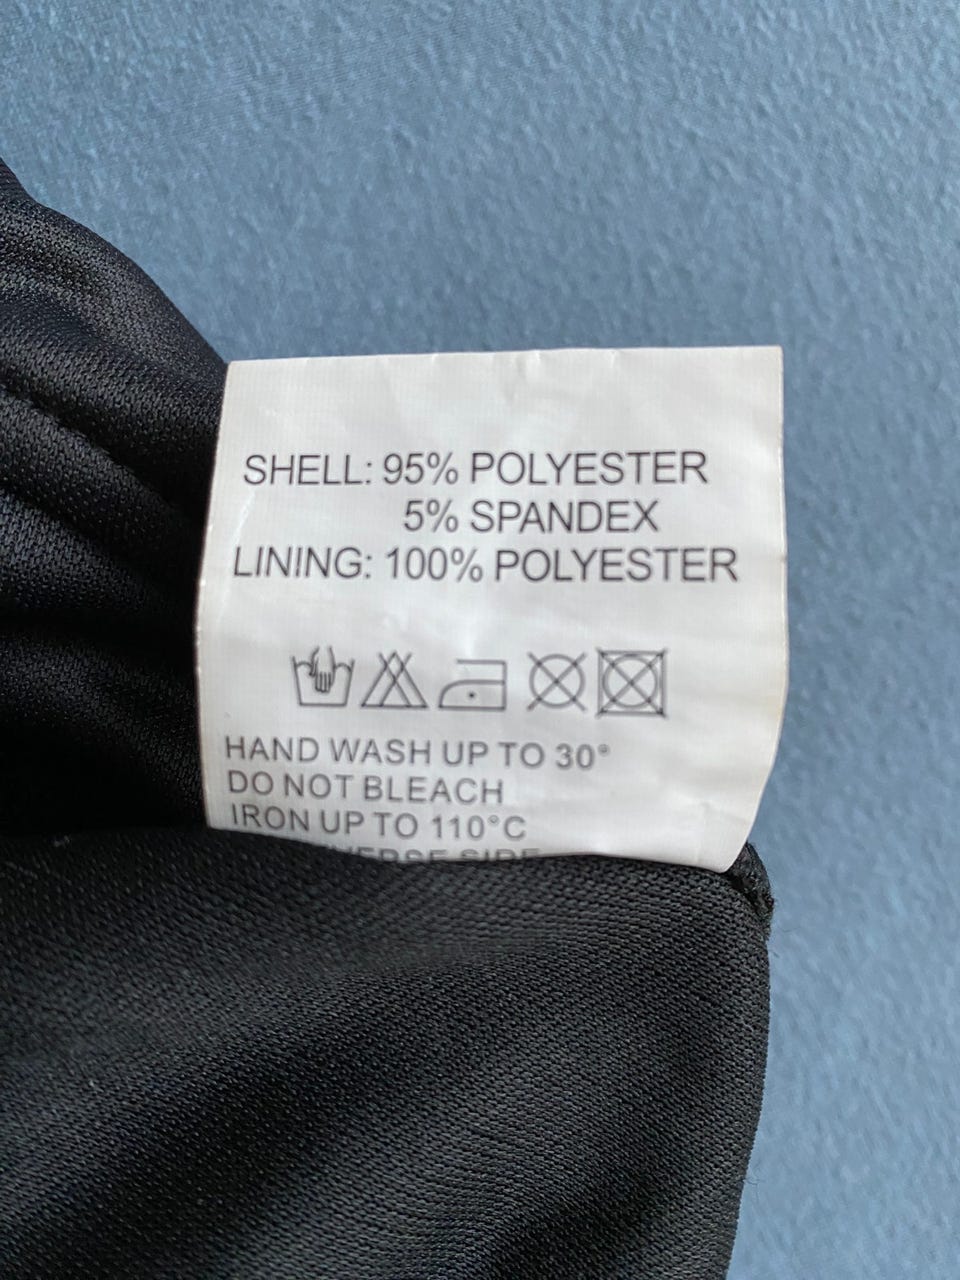 SHELL: 95% POLYESTER
5% SPANDEX
LINING: 100% POLYESTER
HAND WASH UP TO 30°
DO NOT BLEACH
IRON UP TO 110°C
SIDE